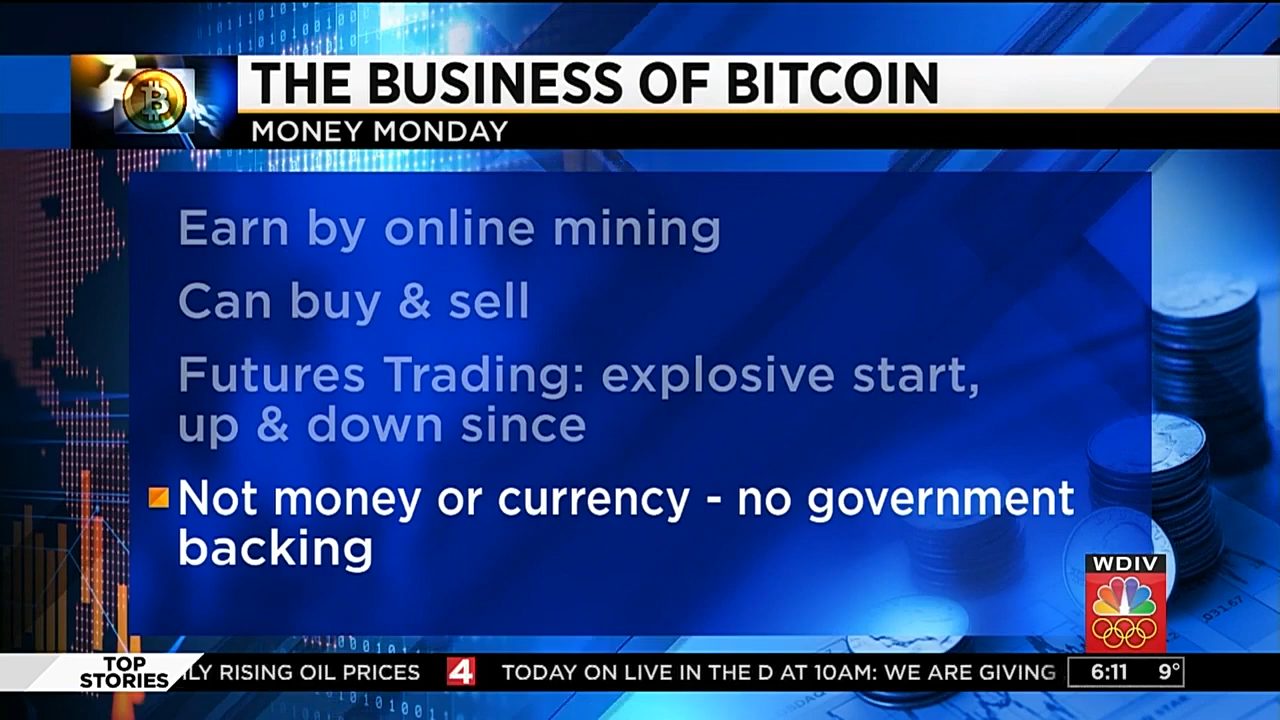 THE BUSINESS OF BITCOIN
MONEY MONDAY
Earn by online mining
Can buy & sell
Futures Trading: explosive start,
up & down since
Not money or currency - no government
backing
WDIV
TOP
STORIES
LY RISING OIL PRICES 4 TODAY ON LIVE IN THE D AT 10AM: WE ARE GIVING
6:11 9°